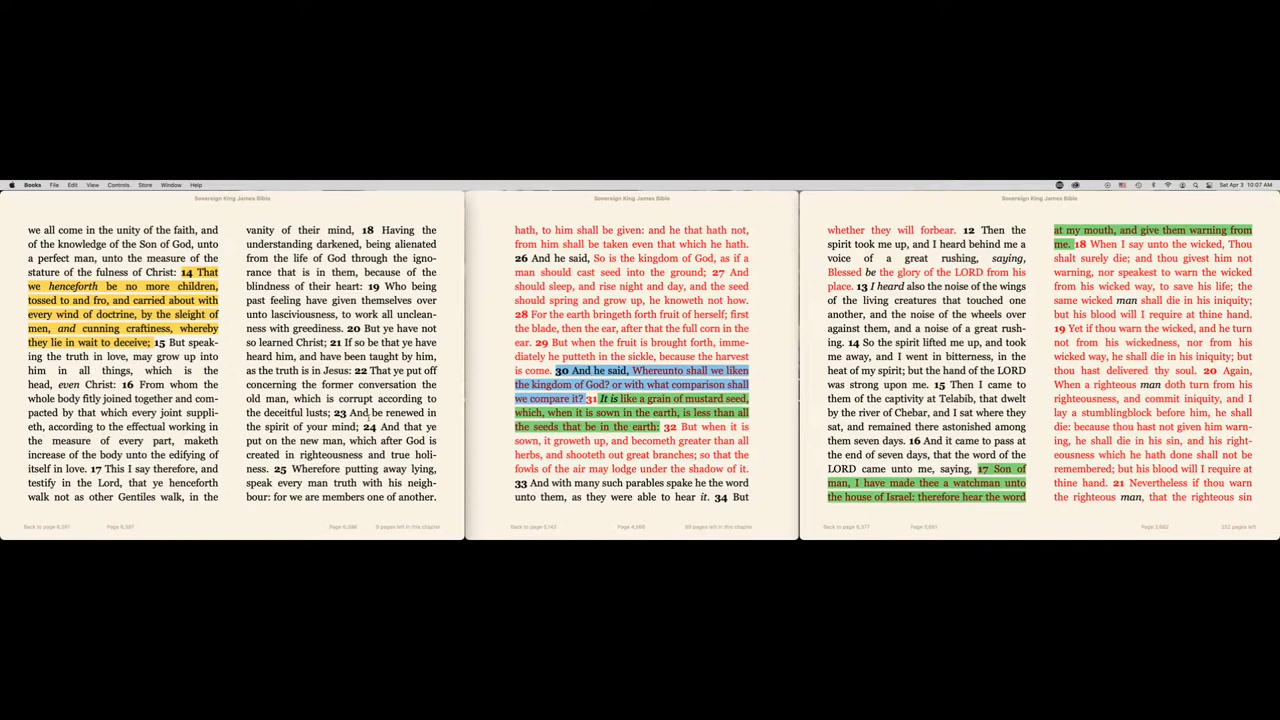 Books File Edit View Controls Store Window Help
Sat Apr 3 10:07 AM
Sovereign King James Bible
we all come in the unity of the faith, and
of the knowledge of the Son of God, unto
a perfect man, unto the measure of the
stature of the fulness of Christ: 14 That
we henceforth be no more children,
tossed to and fro, and carried about with
every wind of doctrine, by the sleight of
men, and cunning craftiness, whereby
they lie in wait to deceive; 15 But speak-
ing the truth in love, may grow up into
him in all things, which is the
head, even Christ: 16 From whom the
whole body fitly joined together and com-
pacted by that which every joint suppli-
eth, according to the effectual working in
the measure of every part, maketh
increase of the body unto the edifying of
itself in love. 17 This I say therefore, and
testify in the Lord, that ye henceforth
walk not as other Gentiles walk, in the
vanity of their mind, 18 Having the
understanding darkened, being alienated
from the life of God through the igno-
rance that is in them, because of the
blindness of their heart: 19 Who being
past feeling have given themselves over
unto lasciviousness, to work all unclean-
ness with greediness. 20 But ye have not
so learned Christ; 21 If so be that ye have
heard him, and have been taught by him,
as the truth is in Jesus: 22 That ye put off
concerning the former conversation the
old man, which is corrupt according to
the deceitful lusts; 23 And be renewed in
the spirit of your mind; 24 And that ye
put on the new man, which after God is
created in righteousness and true holi-
ness. 25 Wherefore putting away lying,
speak every man truth with his neigh-
bour: for we are members one of another.
9 pages left in this chapter
Sovereign King James Bible
hath, to him shall be given: and he that hath not,
from him shall be taken even that which he hath.
26 And he said, So is the kingdom of God, as if a
man should cast seed into the ground; 27 And
should sleep, and rise night and day, and the seed
should spring and grow up, he knoweth not how.
28 For the earth bringeth forth fruit of herself; first
the blade, then the ear, after that the full corn in the
ear. 29 But when the fruit is brought forth, imme-
diately he putteth in the sickle, because the harvest
is come. 30 And he said, Whereunto shall we liken
the kingdom of God? or with what comparison shall
we compare it? 31 It is like a grain of mustard seed,
which, when it is sown in the earth, is less than all
the seeds that be in the earth: 32 But when it is
sown, it groweth up, and becometh greater than all
herbs, and shooteth out great branches; so that the
fowls of the air may lodge under the shadow of it.
33 And with many such parables spake he the word
unto them, as they were able to hear it. 34 But
pages left in this chapter
Sovereign King James Bible
whether they will forbear. 12 Then the
spirit took me up, and I heard behind me a
voice of a great rushing, saying,
Blessed be the glory of the LORD from his
place. 13 I heard also the noise of the wings
of the living creatures that touched one
another, and the noise of the wheels over
against them, and a noise of a great rush-
ing. 14 So the spirit lifted me up, and took
me away, and I went in bitterness, in the
heat of my spirit; but the hand of the LORD
was strong upon me. 15 Then I came to
them of the captivity at Telabib, that dwelt
by the river of Chebar, and I sat where they
sat, and remained there astonished among
them seven days. 16 And it came to pass at
the end of seven days, that the word of the
LORD came unto me, saying, 17 Son of
man, I have made thee a watchman unto
the house of Israel: therefore hear the word
at my mouth, and give them warning from
me. 18 When I say unto the wicked, Thou
shalt surely die; and thou givest him not
warning, nor speakest to warn the wicked
from his wicked way, to save his life; the
same wicked man shall die in his iniquity;
but his blood will I require at thine hand.
19 Yet if thou warn the wicked, and he turn
not from his wickedness, nor from his
wicked way, he shall die in his iniquity; but
thou hast delivered thy soul. 20 Again,
When a righteous man doth turn from his
righteousness, and commit iniquity, and I
lay a stumblingblock before him, he shall
die: because thou hast not given him warn-
ing, he shall die in his sin, and his right-
eousness which he hath done shall not be
remembered; but his blood will I require at
thine hand. 21 Nevertheless if thou warn
the righteous man, that the righteous sin
pages left